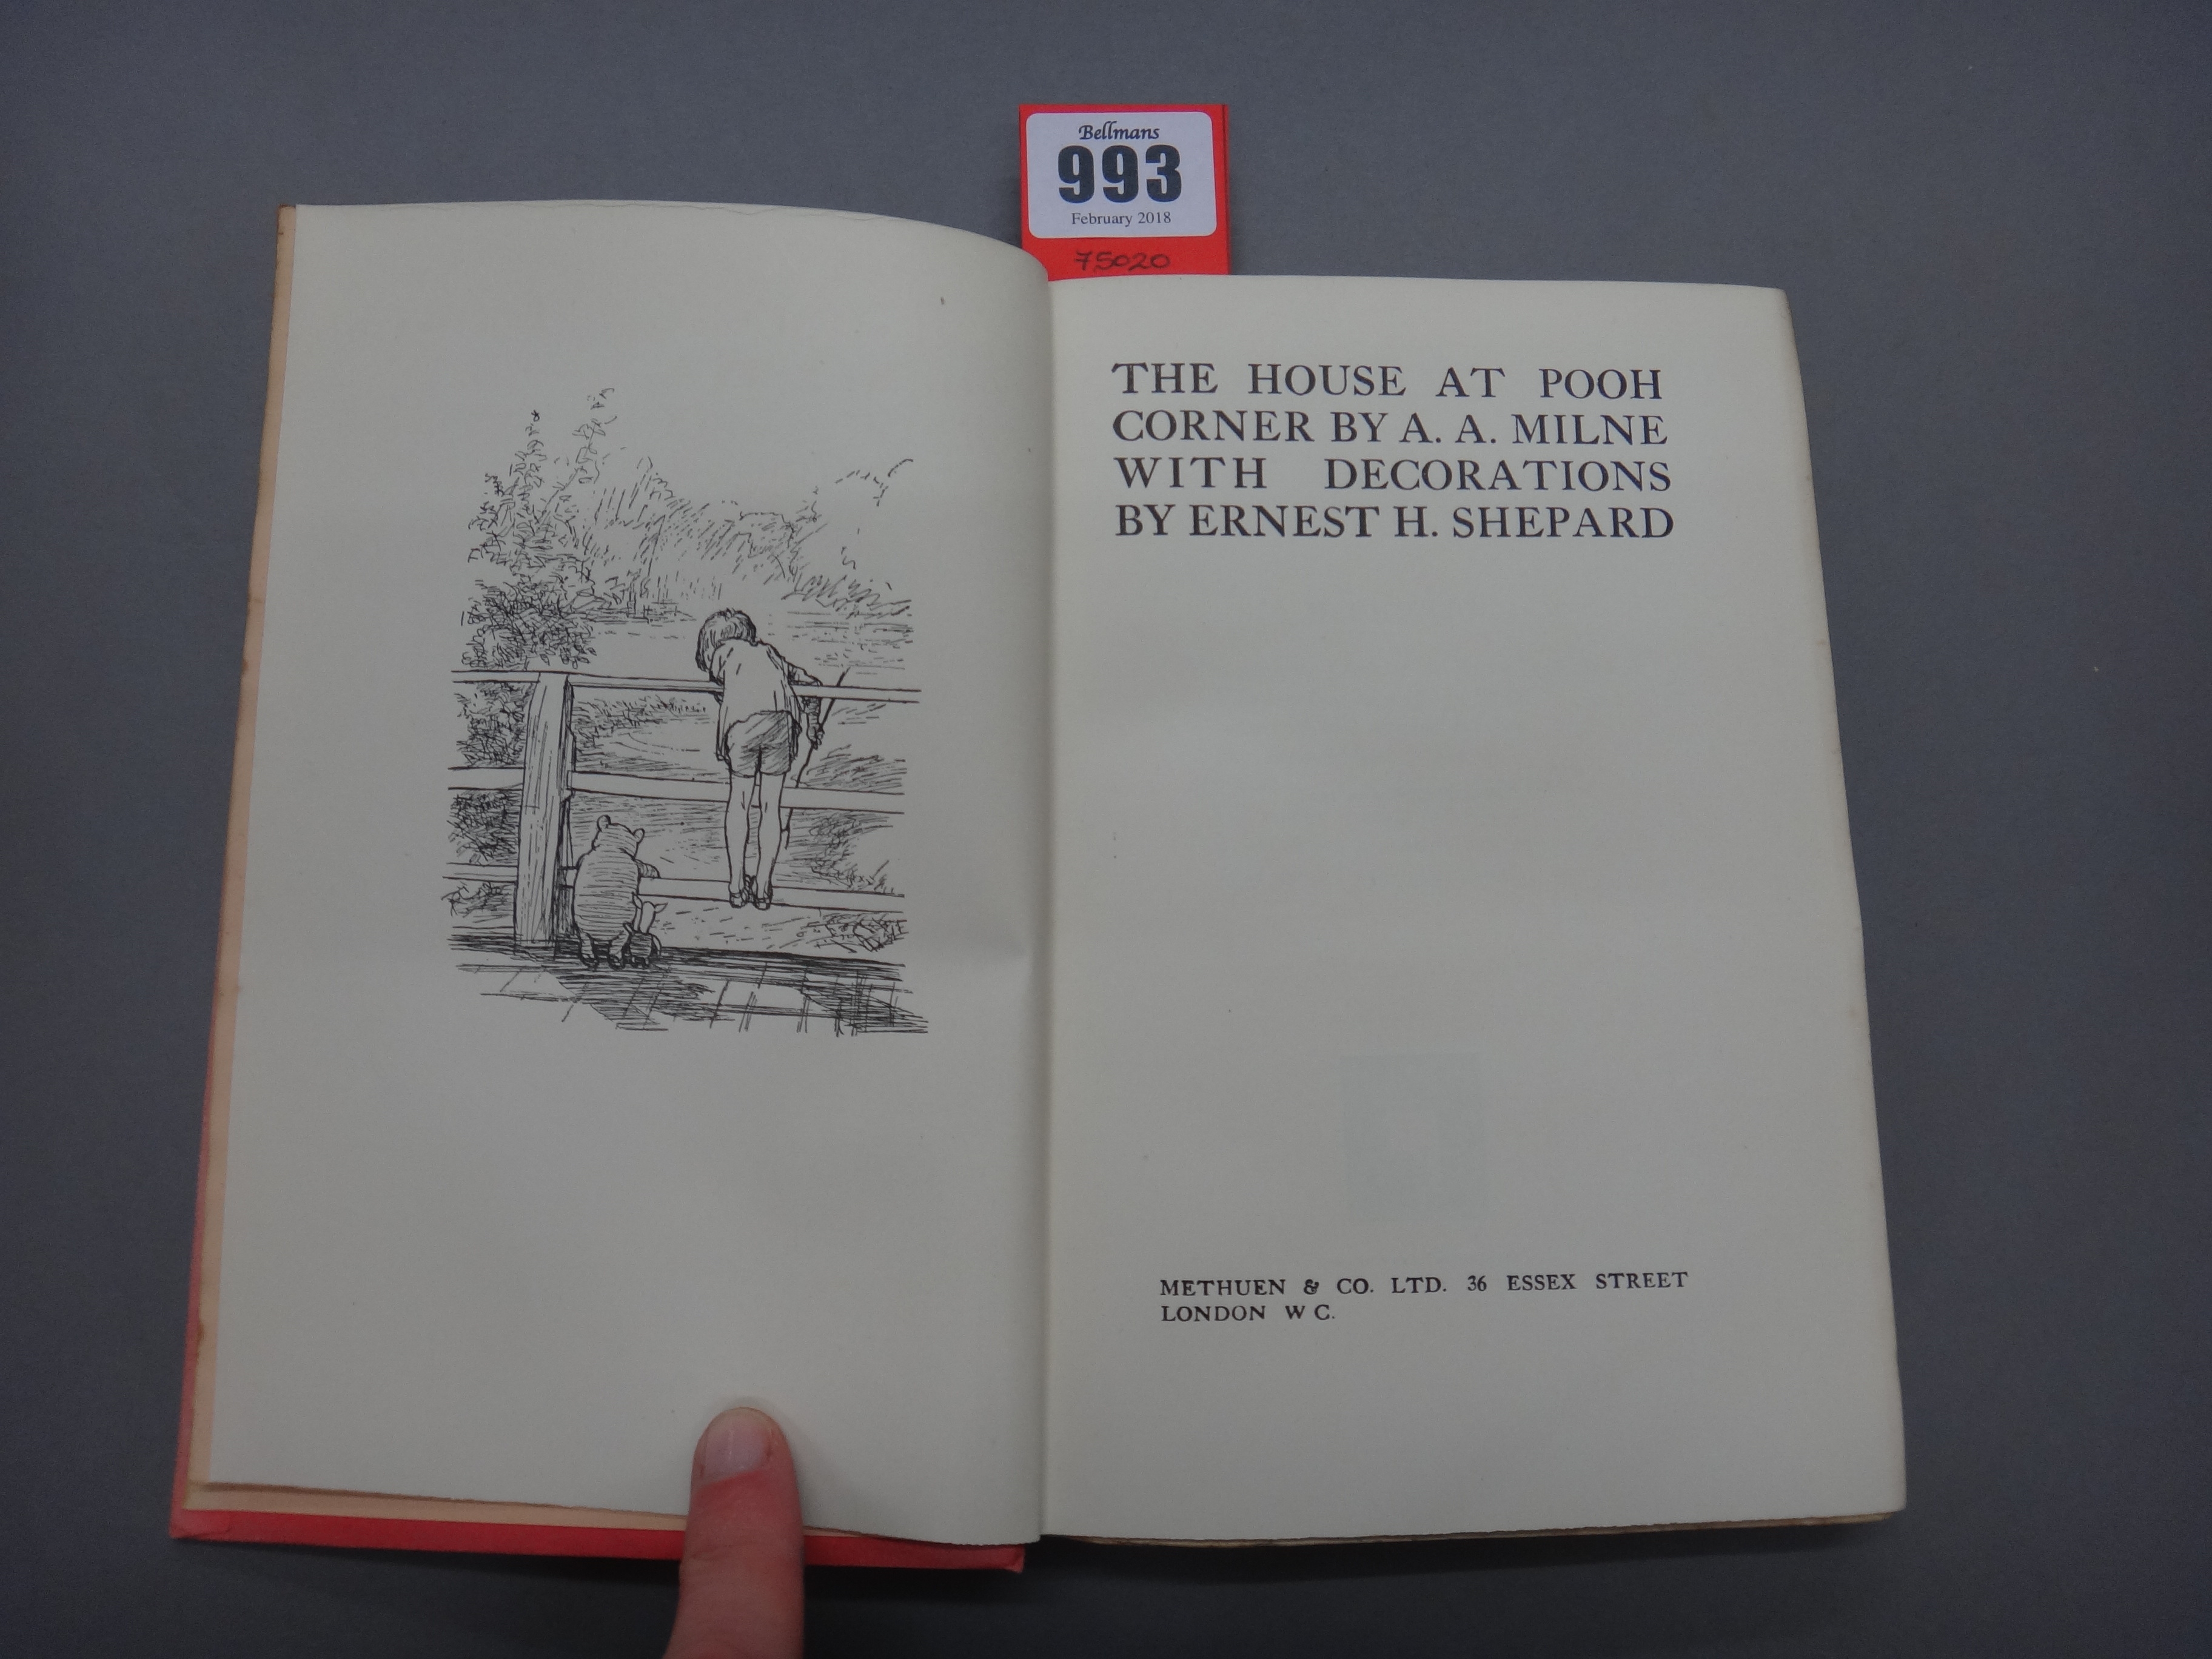 Bellmans
993
February 2018
75020
THE HOUSE AT POOH
CORNER BY A. A. MILNE
WITH DECORATIONS
BY ERNEST H. SHEPARD
METHUEN & CO. LTD. 36 ESSEX STREET
LONDON W C.